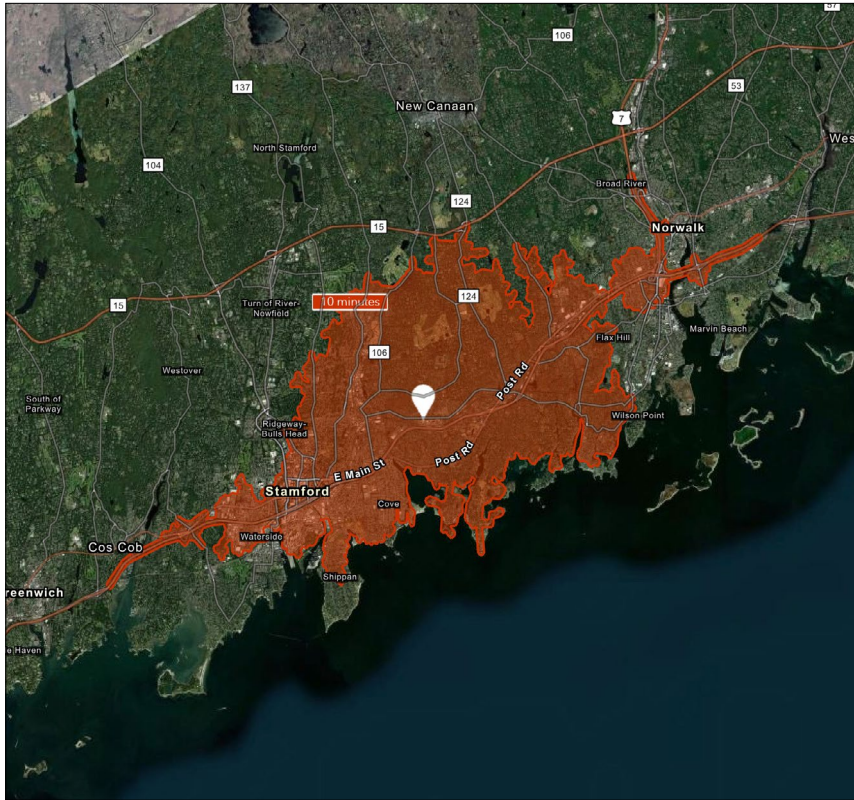 57
106
137
53
New Canaan
7
Wes
North Stamford
104
Broad River
124
15
Norwalk
10 minutes
124
15
Turn of River-
Newfield
Marvin Beach
Flax Hill
106
Westover
Post Rd
South of
Parkway
Wilson Point
Ridgeway-
Bulls Head
Post Rd
E Main St
Stamford
Cove
Waterside
Cos Cob
Shippan
reenwich
e Haven